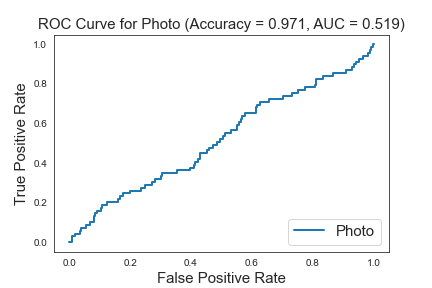 ROC Curve for Photo (Accuracy = 0.971, AUC = 0.519)
True Positive Rate
1.0
0.8
0.6
0.4
0.2
0.0
Photo
0.0 0.2 0.4 0.6 0.8 1.0
False Positive Rate